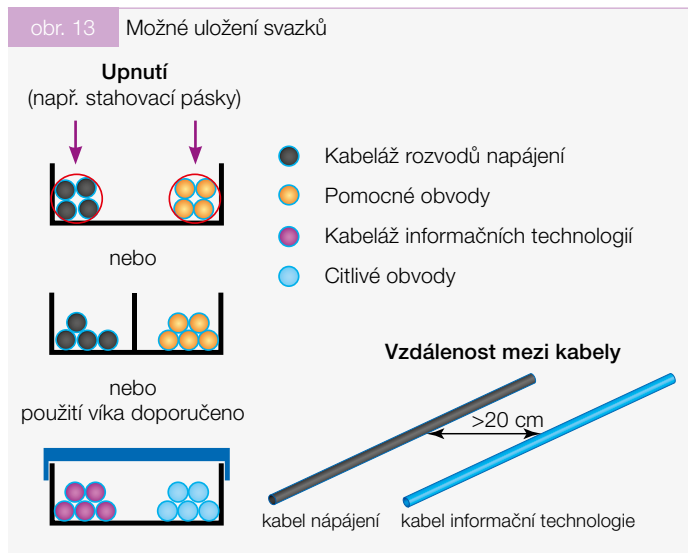 obr. 13 Možné uložení svazků
Upnutí
(např. stahovací pásky)
nebo
nebo
použití víka doporučeno
Kabeláž rozvodů napájení
Pomocné obvody
Kabeláž informačních technologií
Citlivé obvody
Vzdálenost mezi kabely
>20 cm
kabel nápájení kabel informační technologie